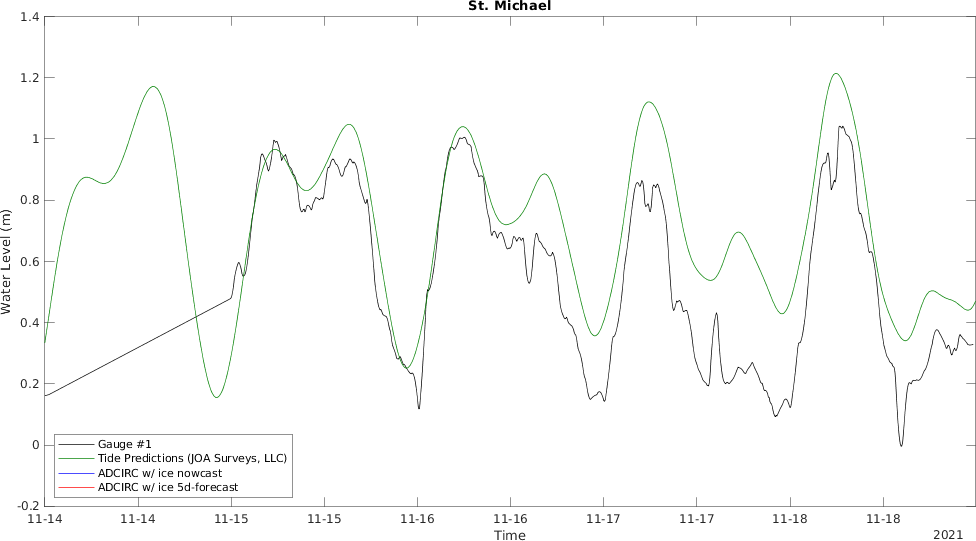 St. Michael
1.4
1.2
1
0.8
0.6
0.4
0.2
0
-0.2
Water Level (m)
Gauge #1
Tide Predictions (JOA Surveys, LLC)
ADCIRC w/ ice nowcast
ADCIRC w/ ice 5d-forecast
11-14 11-14 11-15 11-15 11-16 11-16 11-17 11-17 11-18 11-18
Time
2021